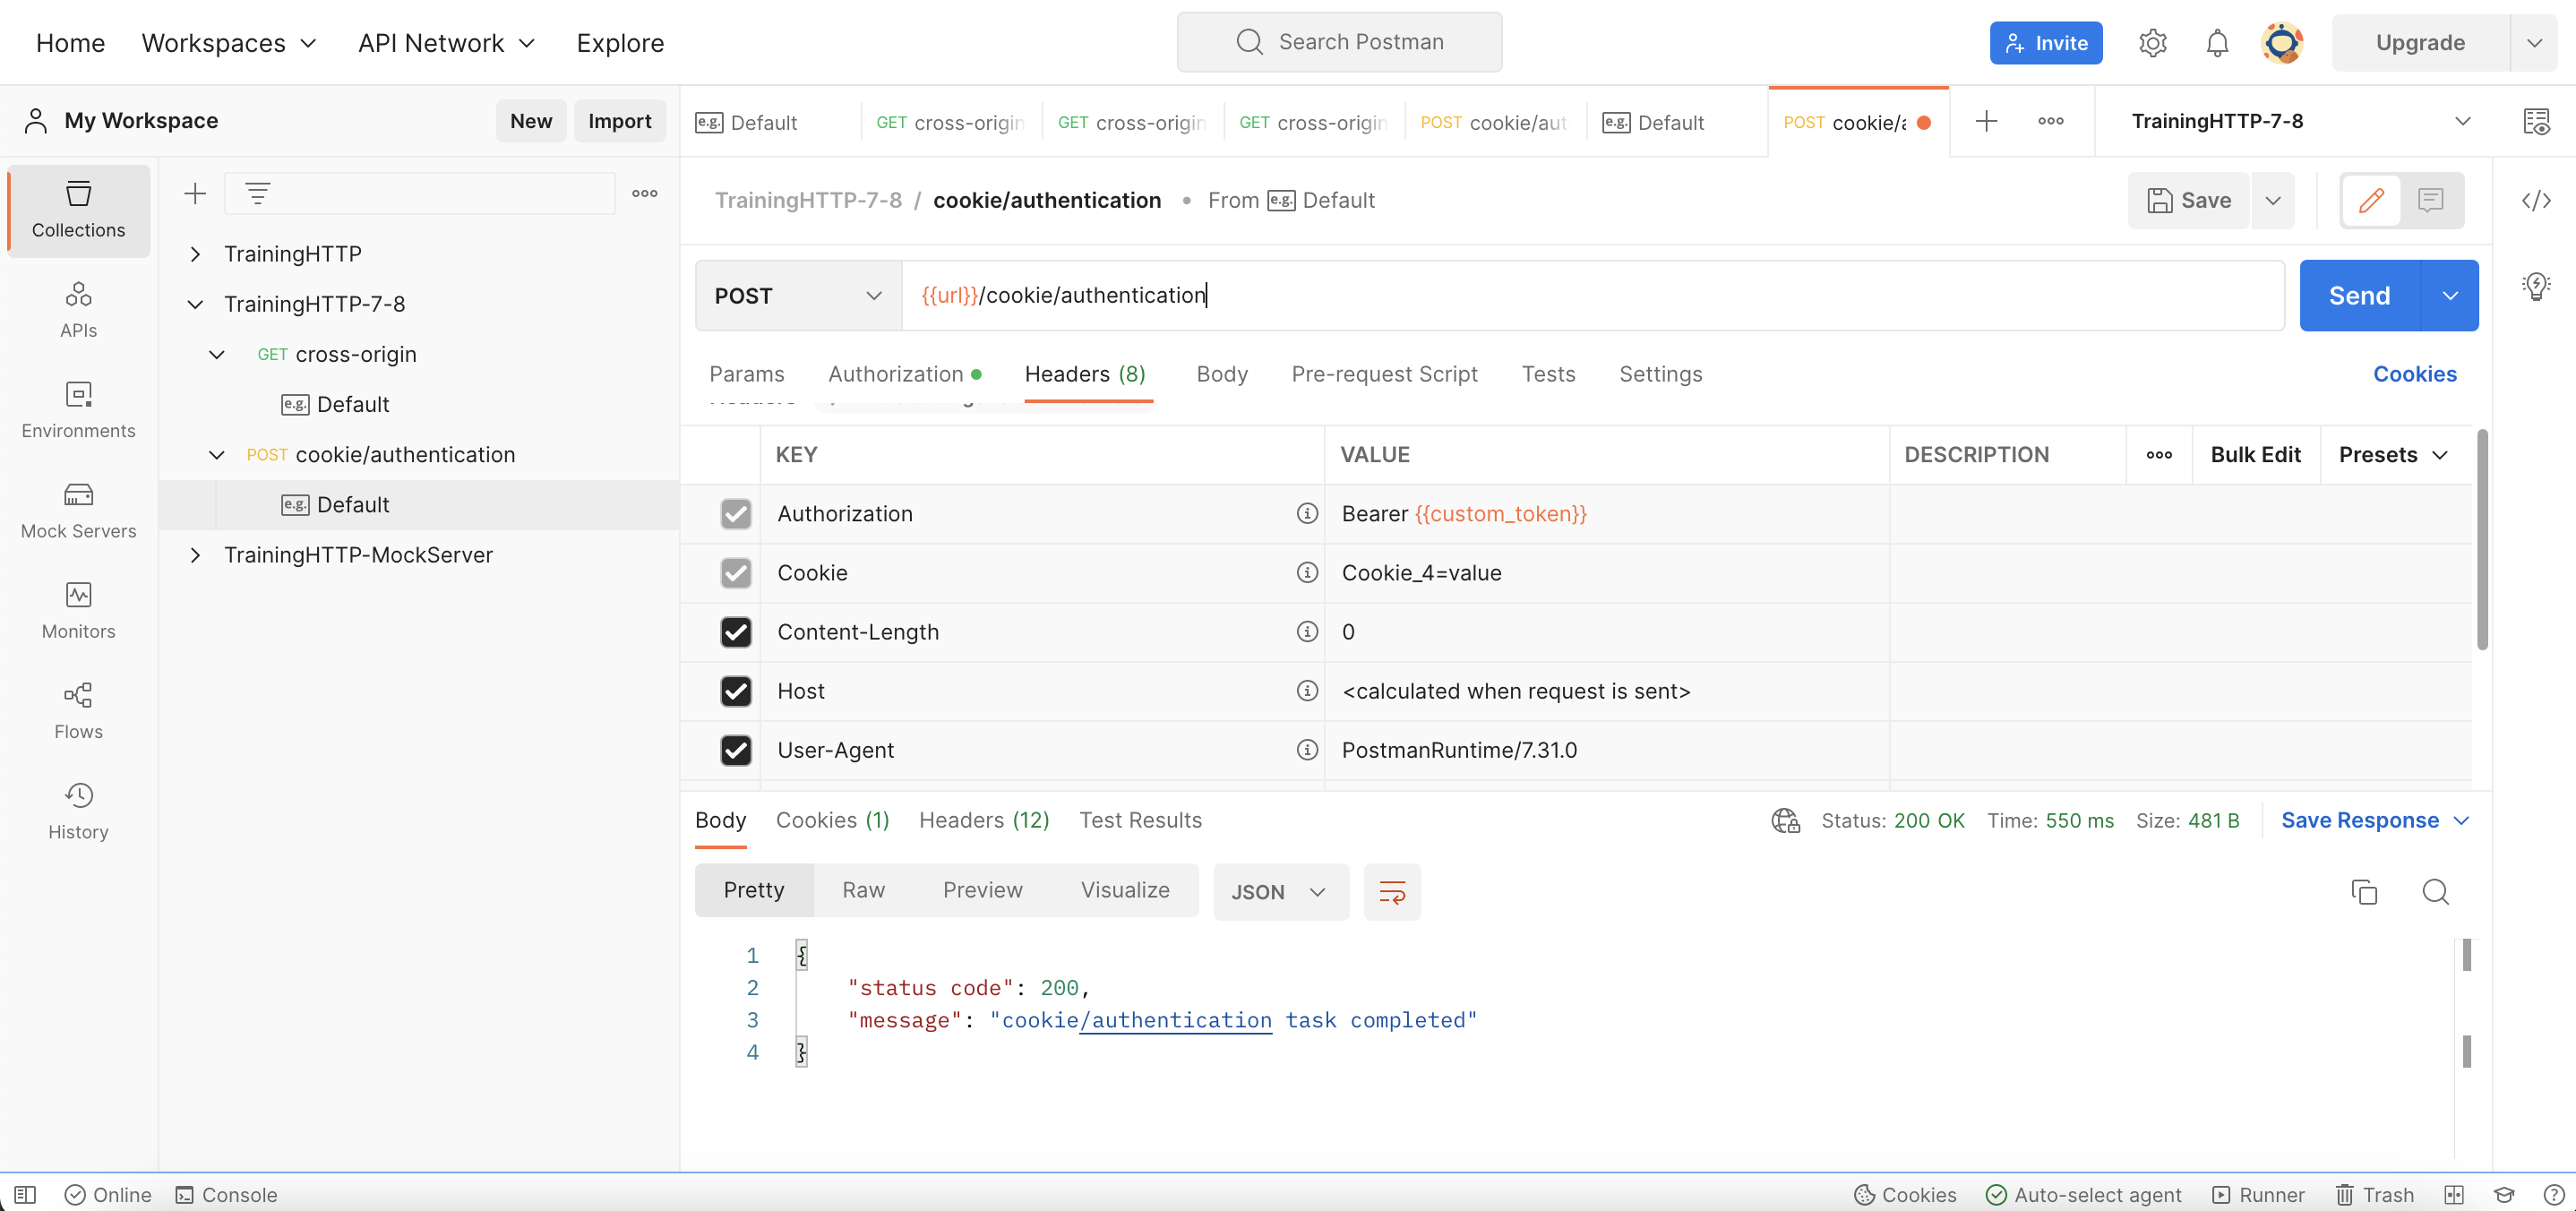 Home Workspaces API Network Explore Search Postman Invite Upgrade
My Workspace New Import
e.g. Default GET cross-origin GET cross-origin GET cross-origin POST cookie/aut e.g. Default POST cookie/a TrainingHTTP-7-8
Collections
APIs
Environments
Mock Servers
Monitors
Flows
History
TrainingHTTP
TrainingHTTP-7-8
GET cross-origin
e.g. Default
POST cookie/authentication
e.g. Default
TrainingHTTP-MockServer
TrainingHTTP-7-8 / cookie/authentication • From e.g. Default Save
POST {{url}}/cookie/authentication Send
Params Authorization Headers (8) Body Pre-request Script Tests Settings Cookies
KEY VALUE DESCRIPTION Bulk Edit Presets
Authorization Bearer {{custom_token}}
Cookie Cookie_4=value
Content-Length 0
Host <calculated when request is sent>
User-Agent PostmanRuntime/7.31.0
Body Cookies (1) Headers (12) Test Results Status: 200 OK Time: 550 ms Size: 481 B Save Response
Pretty Raw Preview Visualize JSON
1 {
2 "status code": 200,
3 "message": "cookie/authentication task completed"
4 }
Online Console Cookies Auto-select agent Runner Trash